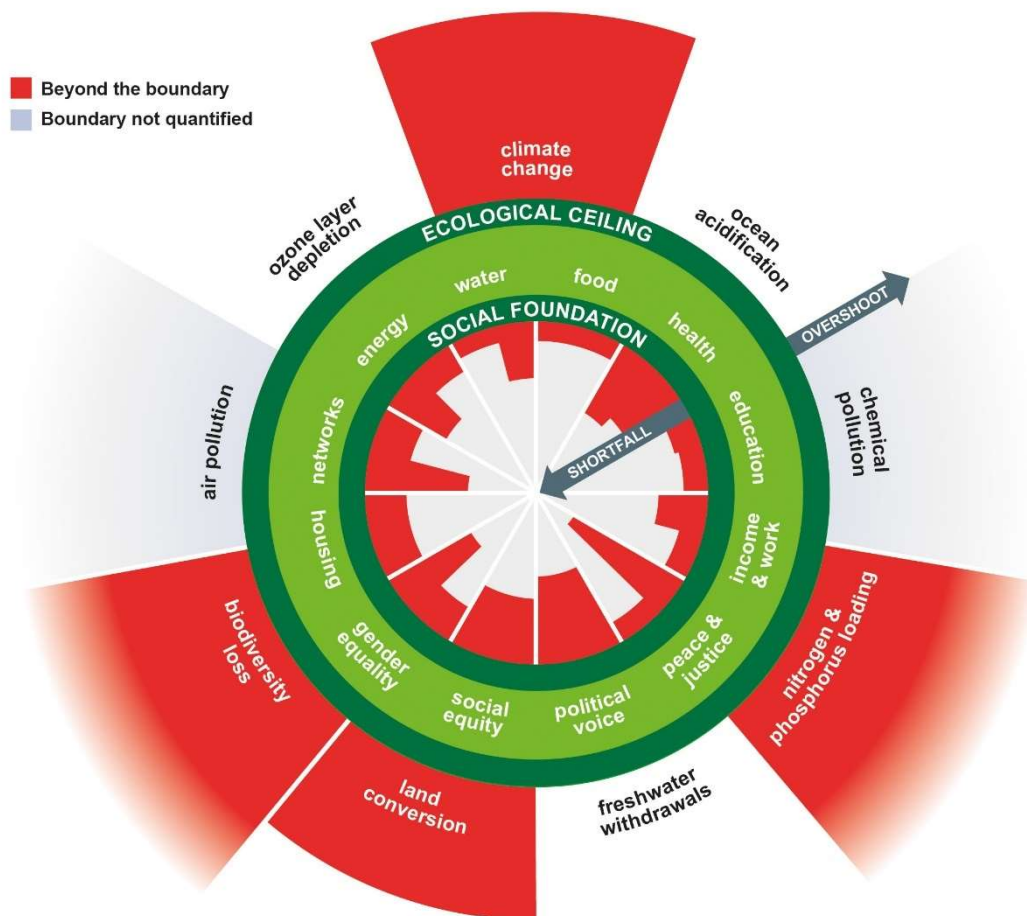 Beyond the boundary
Boundary not quantified
climate
change
ozone layer
depletion
ocean
acidification
ECOLOGICAL CEILING
OVERSHOOT
water
food
energy
health
SOCIAL FOUNDATION
SHORTFALL
networks
education
air pollution
chemical
pollution
housing
income
& work
biodiversity
loss
gender
equality
peace &
justice
nitrogen &
phosphorus loading
social
equity
political
voice
land
conversion
freshwater
withdrawals